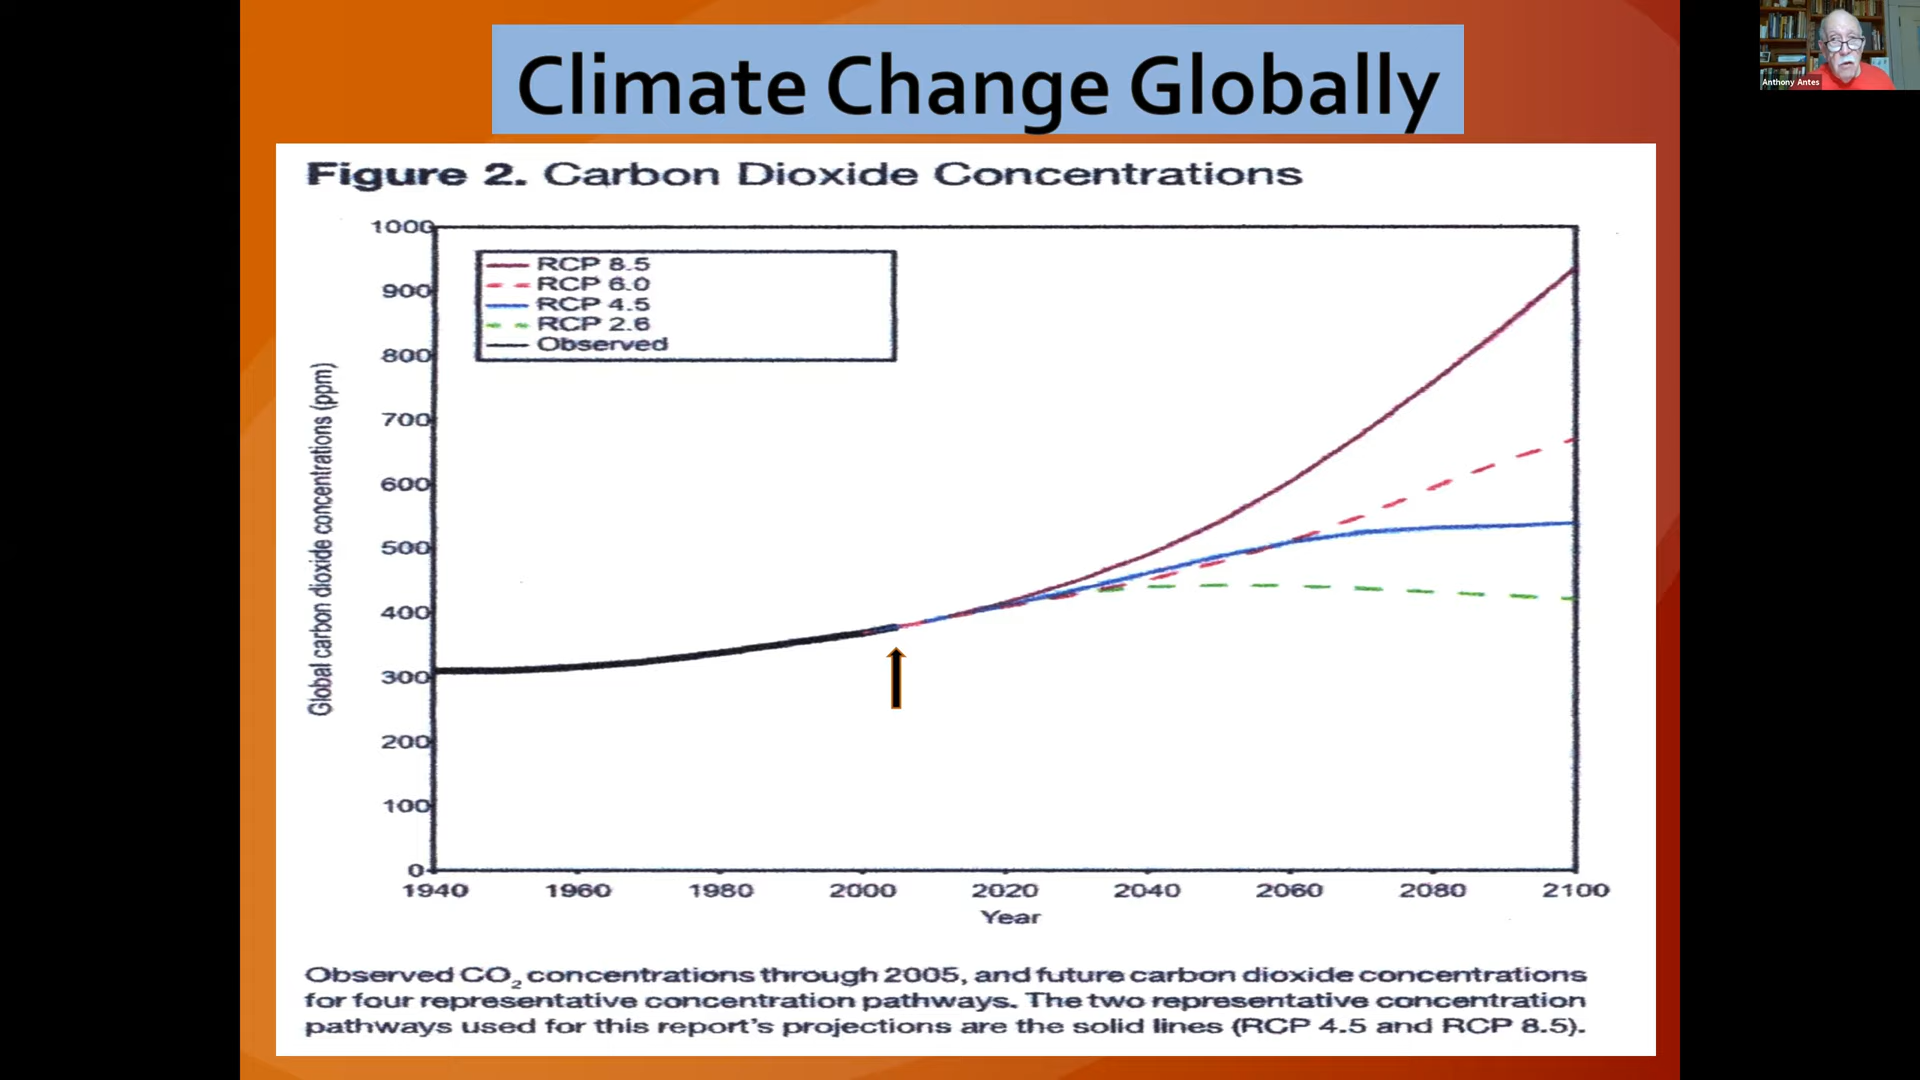 Climate Change Globally
Anthony Antes
Figure 2. Carbon Dioxide Concentrations
1000
900
800
700
600
500
400
300
200
100
0
Global carbon dioxide concentrations (ppm)
RCP 8.5
RCP 6.0
RCP 4.5
RCP 2.6
Observed
1940 1960 1980 2000 2020 2040 2060 2080 2100
Year
Observed CO₂ concentrations through 2005, and future carbon dioxide concentrations
for four representative concentration pathways. The two representative concentration
pathways used for this report's projections are the solid lines (RCP 4.5 and RCP 8.5).